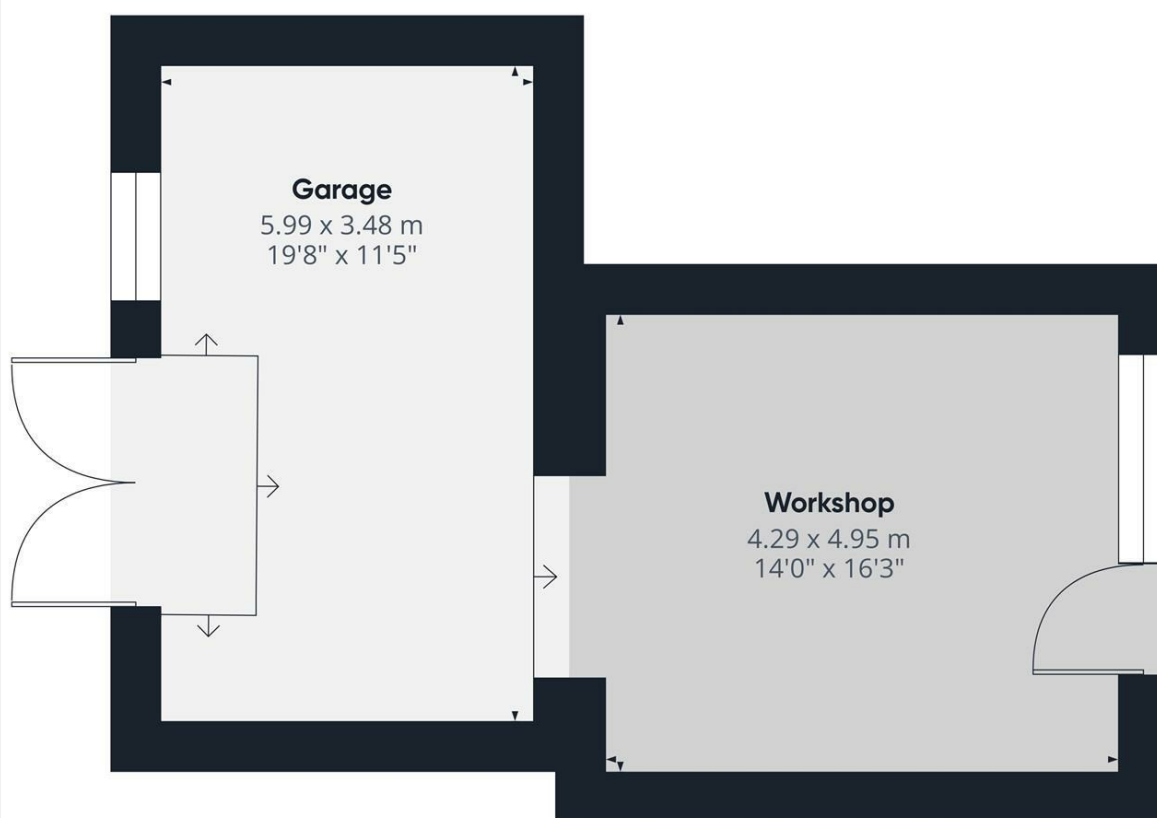 Garage
5.99 x 3.48 m
19'8" x 11'5"
Workshop
4.29 x 4.95 m
14'0" x 16'3"